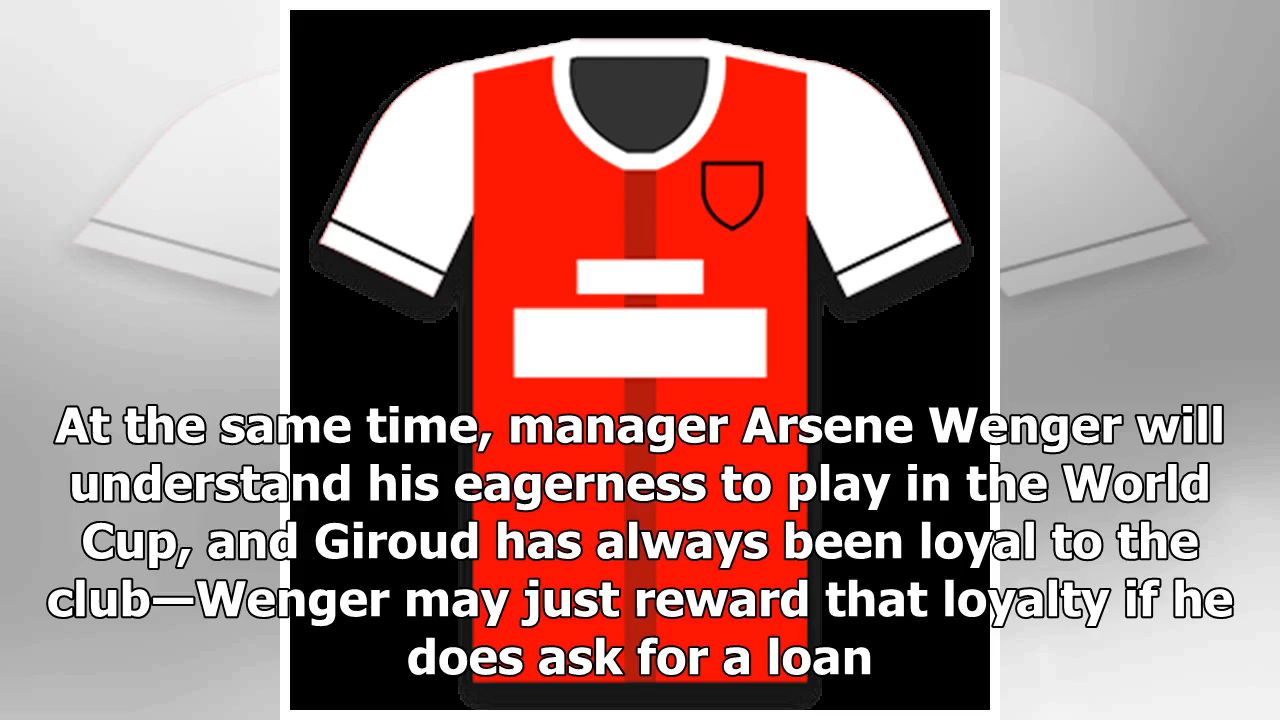 At the same time, manager Arsene Wenger will
understand his eagerness to play in the World
Cup, and Giroud has always been loyal to the
club—Wenger may just reward that loyalty if he
does ask for a loan